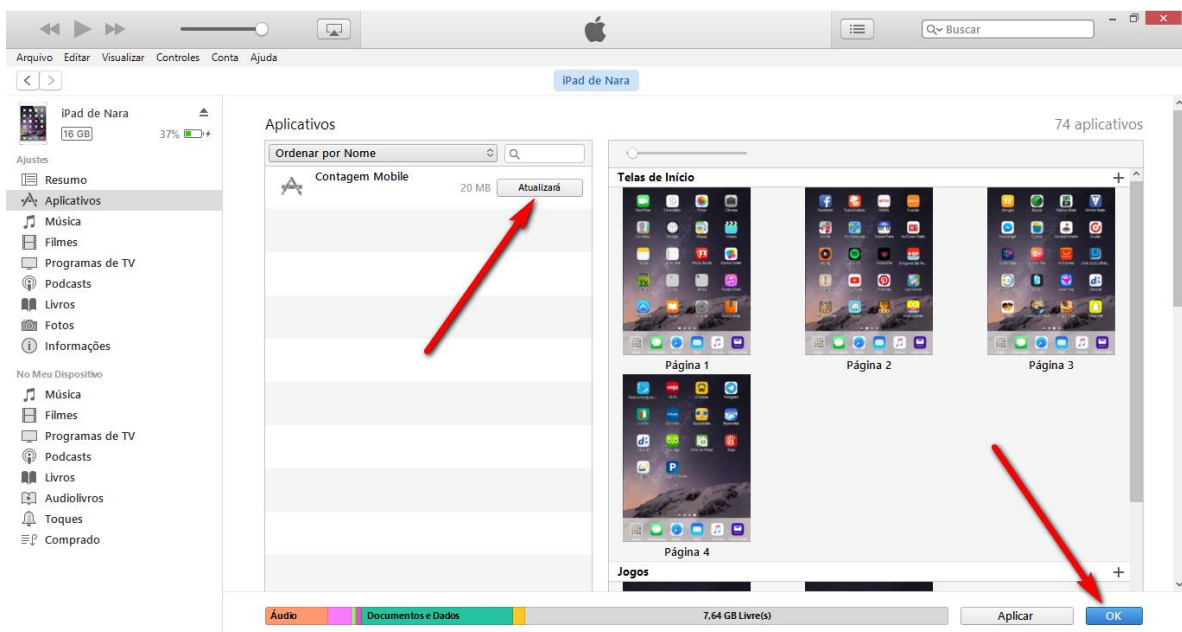 Buscar
Arquivo Editar Visualizar Controles Conta Ajuda
iPad de Nara
iPad de Nara
16 GB 37%
Ajustes
Resumo
Aplicativos
Música
Filmes
Programas de TV
Podcasts
Livros
Fotos
Informações
No Meu Dispositivo
Música
Filmes
Programas de TV
Podcasts
Livros
Audiolivros
Toques
Comprado
Aplicativos
74 aplicativos
Ordenar por Nome
Contagem Mobile
20 MB Atualizará
Telas de Início
Página 1 Página 2 Página 3
Página 4
Jogos
Áudio Documentos e Dados 7,64 GB Livre(s) Aplicar OK